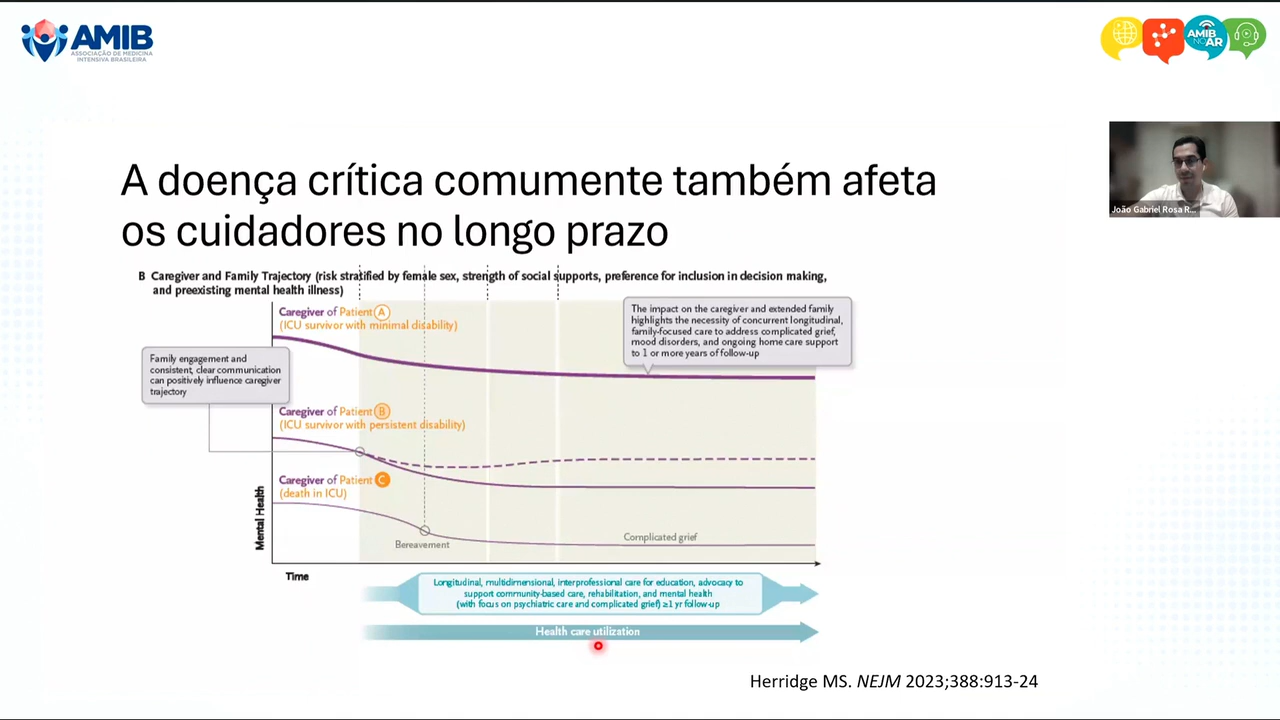 AMIB
ASSOCIAÇÃO DE MEDICINA
INTENSIVA BRASILEIRA
AMIB
NO
AR
João Gabriel Rosa R...
A doença crítica comumente também afeta
os cuidadores no longo prazo
B Caregiver and Family Trajectory (risk stratified by female sex, strength of social supports, preference for inclusion in decision making,
and preexisting mental health illness)
Caregiver of Patient A
(ICU survivor with minimal disability)
The impact on the caregiver and extended family
highlights the necessity of concurrent longitudinal,
family-focused care to address complicated grief,
mood disorders, and ongoing home care support
to 1 or more years of follow-up
Family engagement and
consistent, clear communication
can positively influence caregiver
trajectory
Caregiver of Patient B
(ICU survivor with persistent disability)
Caregiver of Patient C
(death in ICU)
Mental Health
Bereavement
Complicated grief
Time
Longitudinal, multidimensional, interprofessional care for education, advocacy to
support community-based care, rehabilitation, and mental health
(with focus on psychiatric care and complicated grief) ≥1 yr follow-up
Health care utilization
Herridge MS. NEJM 2023;388:913-24